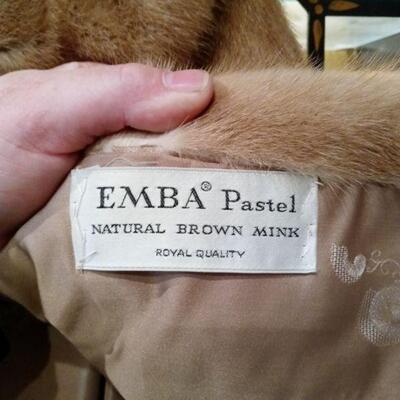 EMBA® Pastel
NATURAL BROWN MINK
ROYAL QUALITY